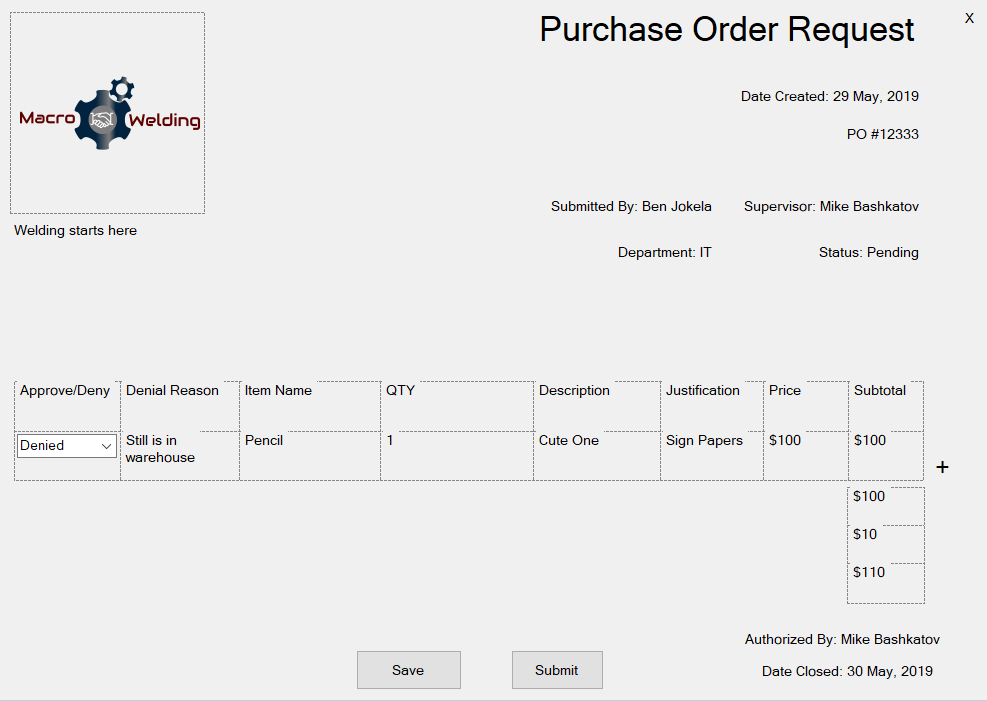 Purchase Order Request
X
Macro Welding
Date Created: 29 May, 2019
PO #12333
Submitted By: Ben Jokela Supervisor: Mike Bashkatov
Welding starts here
Department: IT Status: Pending
Approve/Deny Denial Reason Item Name QTY Description Justification Price Subtotal
Denied Still is in Pencil 1 Cute One Sign Papers $100 $100
warehouse
+
$100
$10
$110
Authorized By: Mike Bashkatov
Save Submit Date Closed: 30 May, 2019